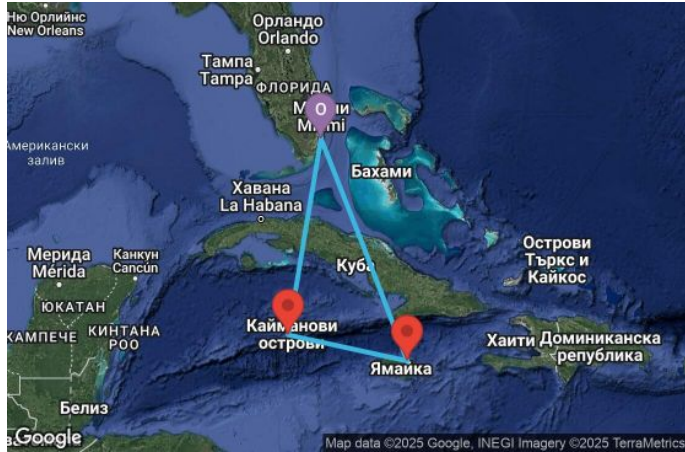 Ню Орлийнс
New Orleans
Орландо
Orlando
Тампа
Tampa
ФЛОРИДА
O
Miami
Американски
залив
Бахами
Хавана
La Habana
Мерида
Mérida
Канкун
Cancún
Куба
Острови
Търкс и
Кайкос
ЮКАТАН
КАМПЕЧЕ
КИНТАНА
РОО
Кайманови
острови
Ямайка
Хаити
Доминиканска
република
Белиз
Google
Map data ©2025 Google, INEGI Imagery ©2025 TerraMetrics